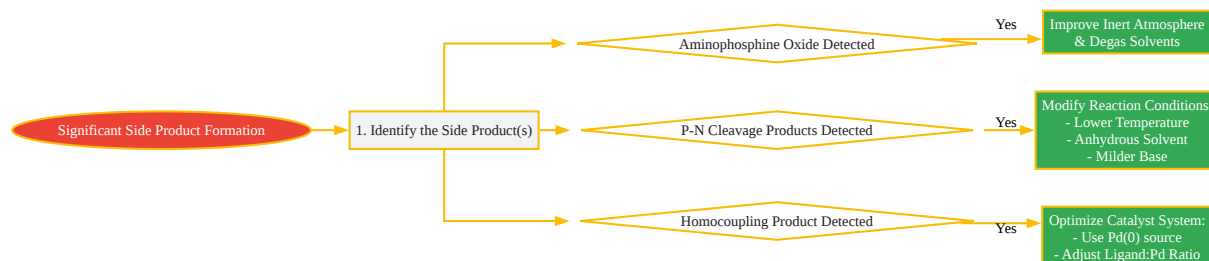 Significant Side Product Formation
1. Identify the Side Product(s)
Aminophosphine Oxide Detected
Yes
Improve Inert Atmosphere
& Degas Solvents
P-N Cleavage Products Detected
Yes
Modify Reaction Conditions
- Lower Temperature
- Anhydrous Solvent
- Milder Base
Homocoupling Product Detected
Yes
Optimize Catalyst System:
- Use Pd(0) source
- Adjust Ligand:Pd Ratio